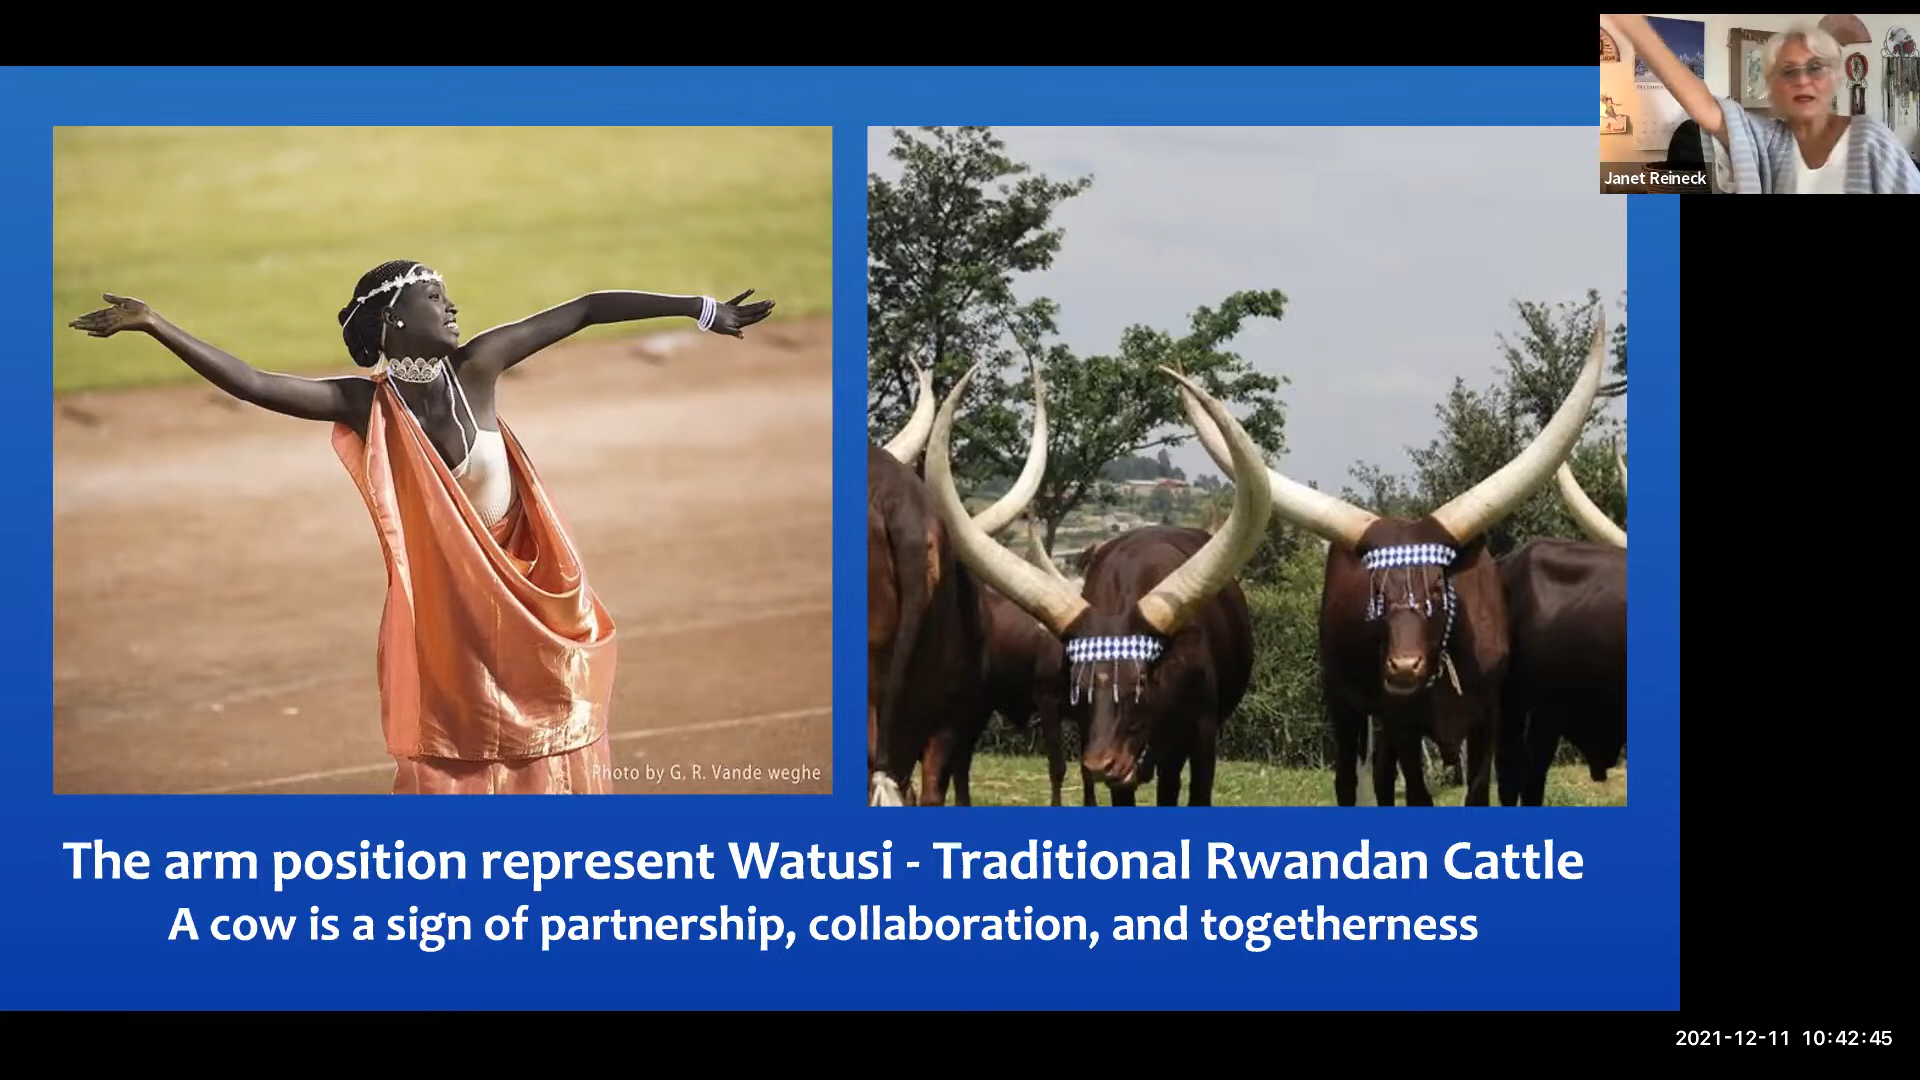 Janet Reineck
Photo by G. R. Vande weghe
The arm position represent Watusi - Traditional Rwandan Cattle
A cow is a sign of partnership, collaboration, and togetherness
2021-12-11 10:42:45